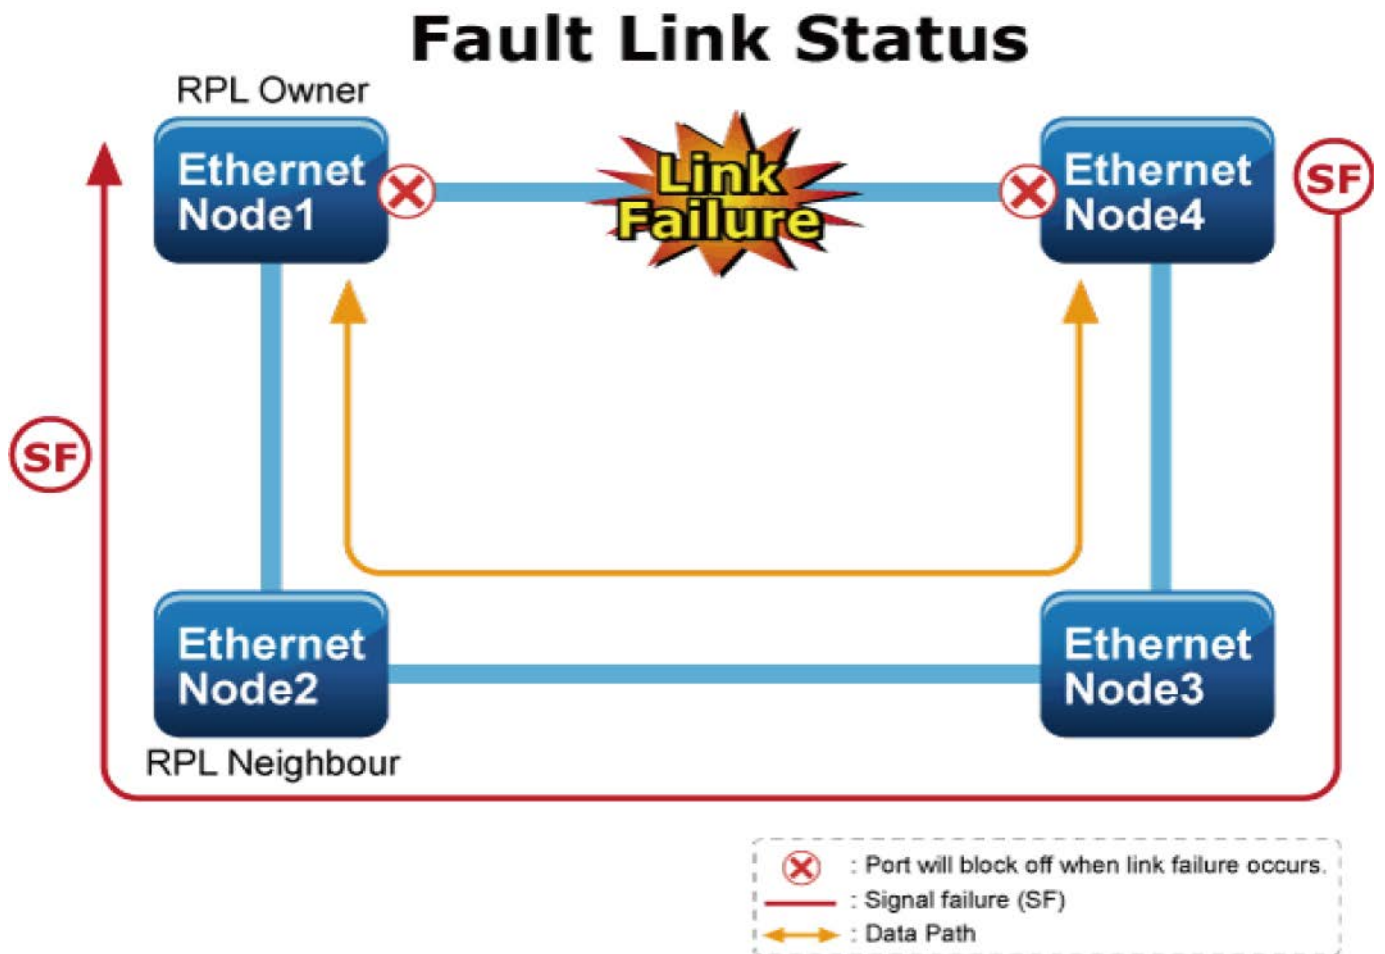 Fault Link Status
RPL Owner
Ethernet
Node1
Link
Failure
Ethernet
Node4
SF
SF
Ethernet
Node2
RPL Neighbour
Ethernet
Node3
: Port will block off when link failure occurs.
: Signal failure (SF)
: Data Path